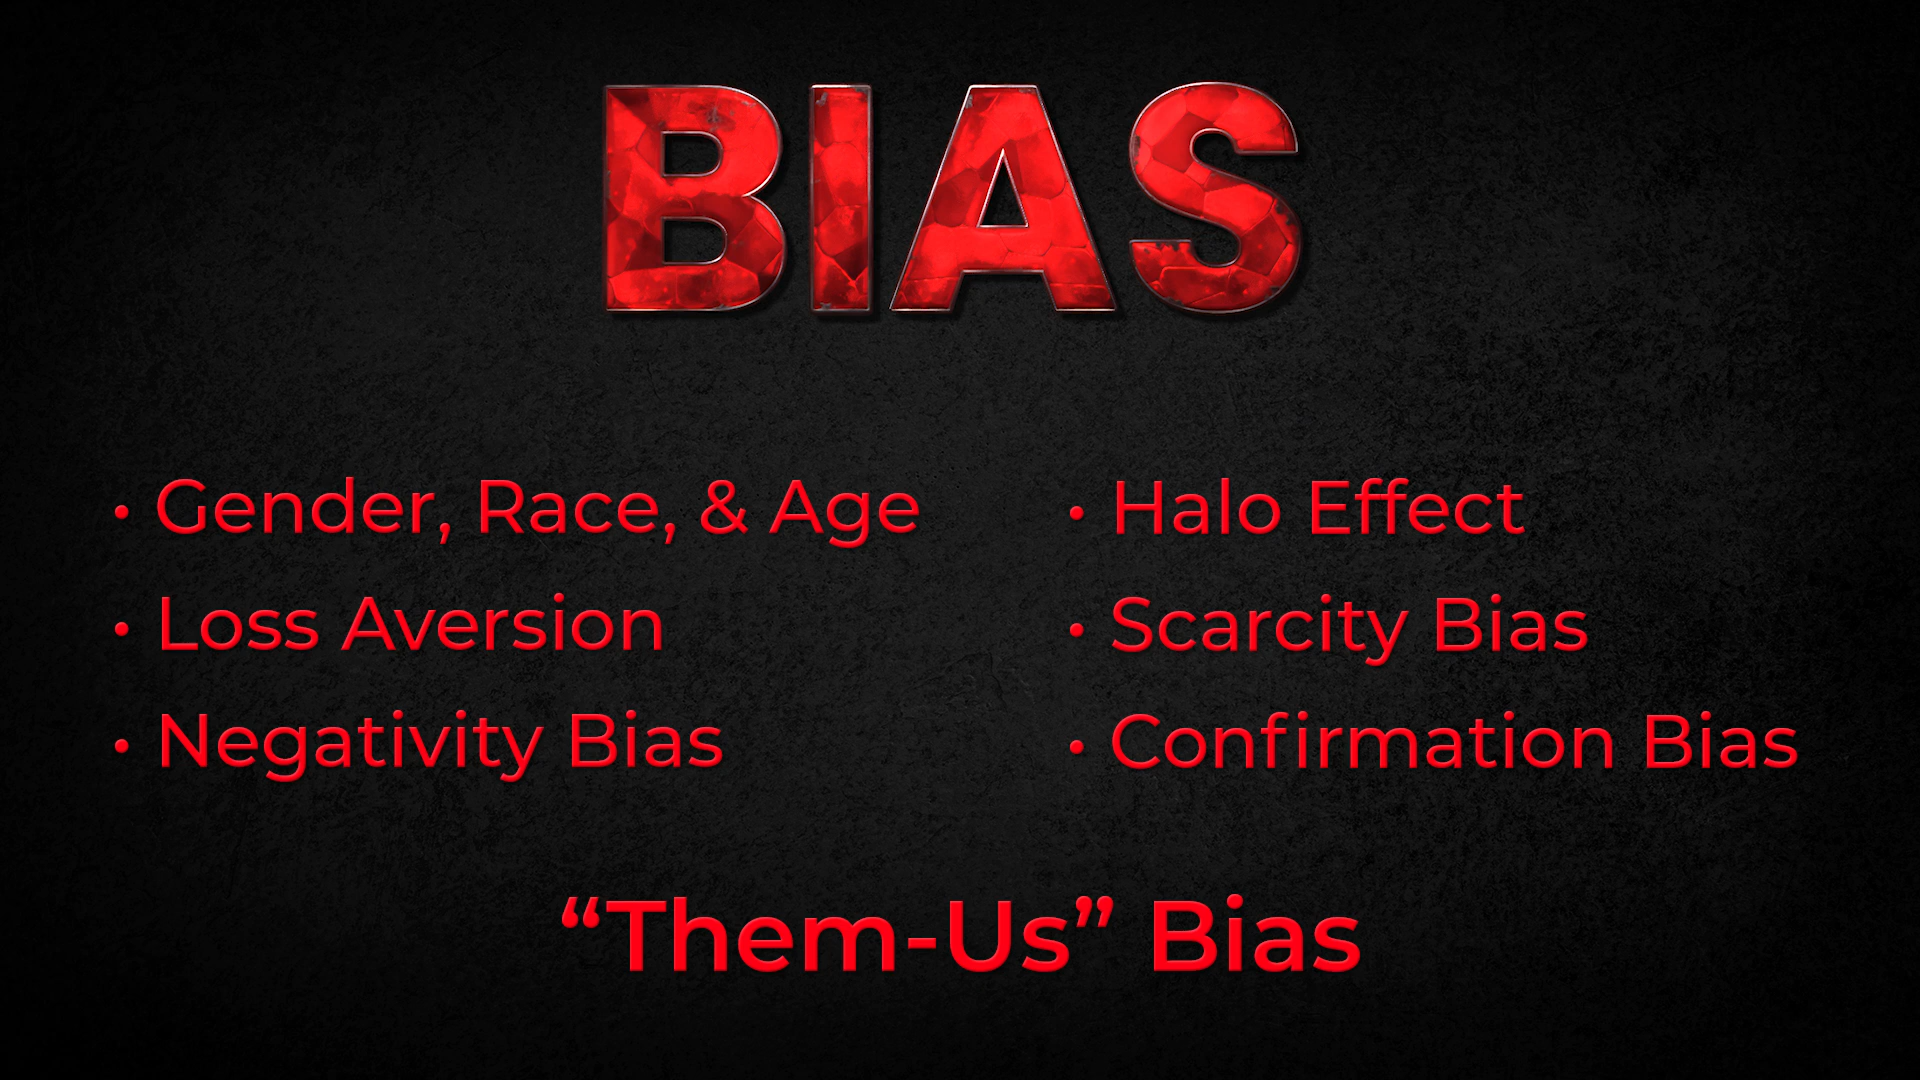 BIAS
• Gender, Race, & Age
• Loss Aversion
• Negativity Bias
• Halo Effect
• Scarcity Bias
• Confirmation Bias
“Them-Us” Bias